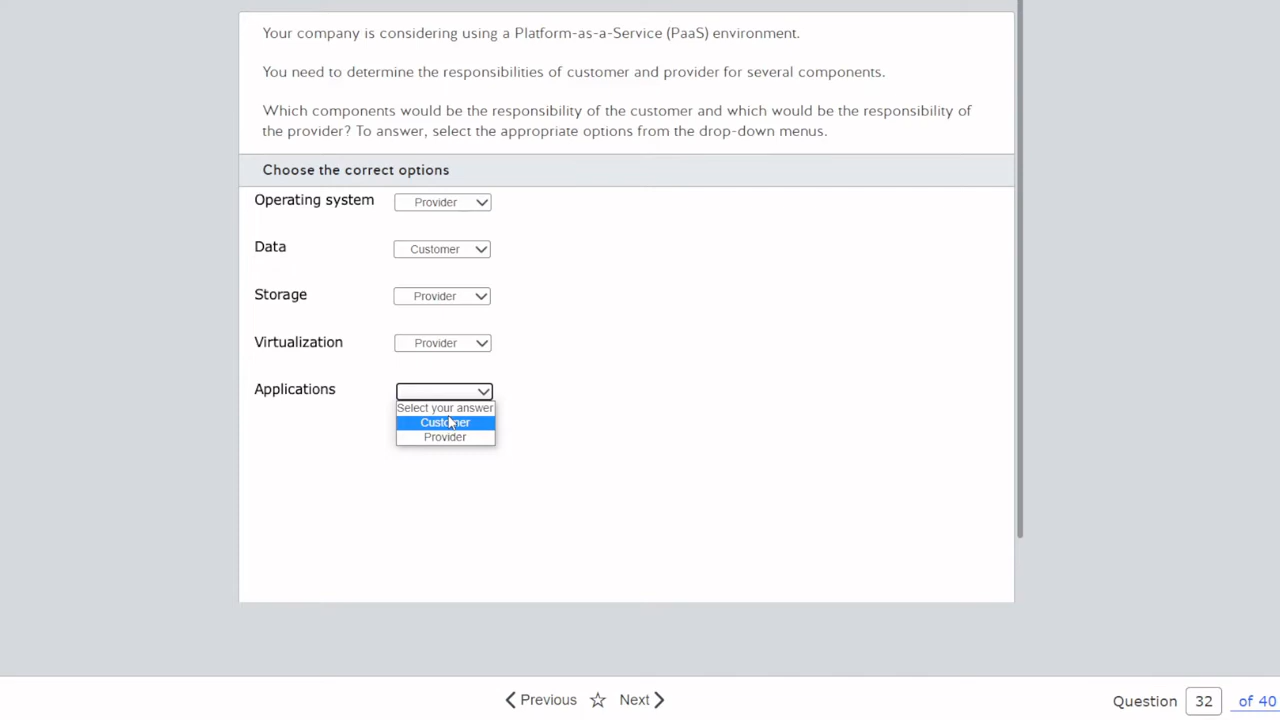 Your company is considering using a Platform-as-a-Service (PaaS) environment.
You need to determine the responsibilities of customer and provider for several components.
Which components would be the responsibility of the customer and which would be the responsibility of
the provider? To answer, select the appropriate options from the drop-down menus.
Choose the correct options
Operating system Provider
Data Customer
Storage Provider
Virtualization Provider
Applications
Select your answer
Customer
Provider
Previous Next
Question 32 of 40